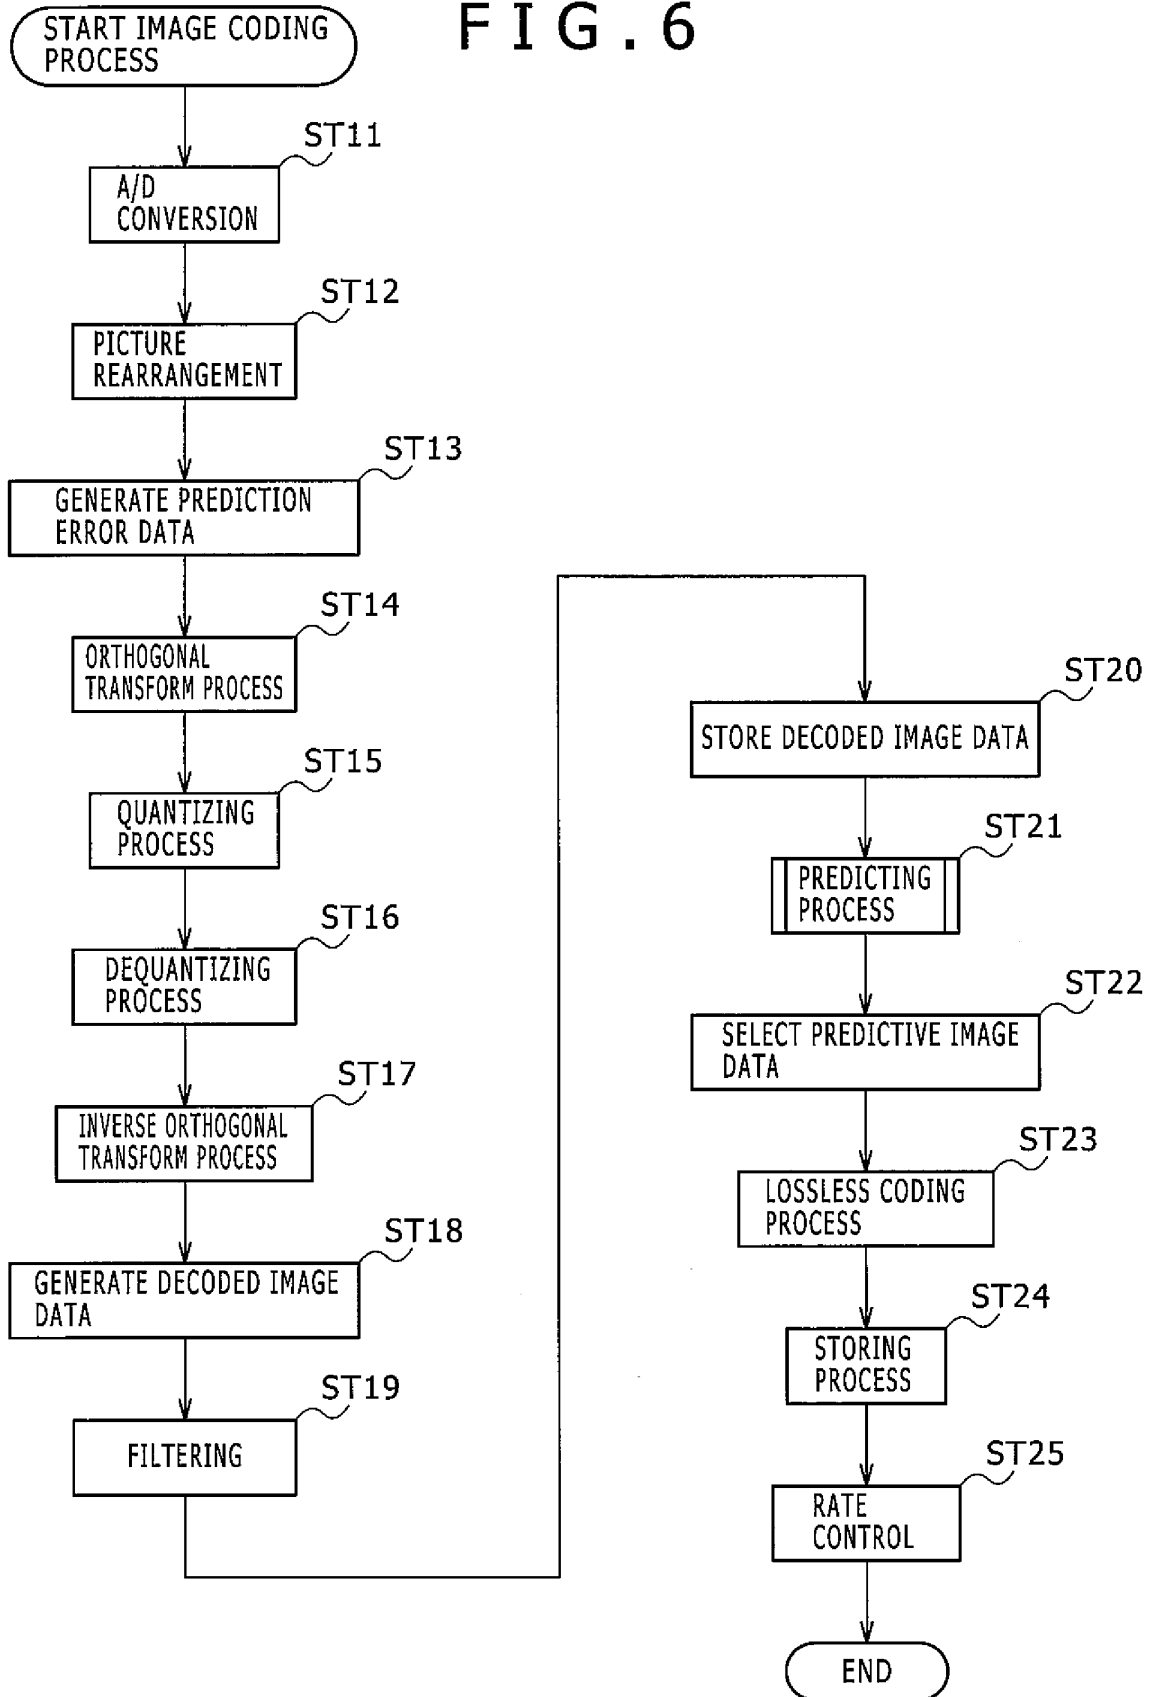 FIG.6
START IMAGE CODING
PROCESS
ST11
A/D
CONVERSION
ST12
PICTURE
REARRANGEMENT
ST13
GENERATE PREDICTION
ERROR DATA
ST14
ORTHOGONAL
TRANSFORM PROCESS
ST15
QUANTIZING
PROCESS
ST16
DEQUANTIZING
PROCESS
ST17
INVERSE ORTHOGONAL
TRANSFORM PROCESS
ST18
GENERATE DECODED IMAGE
DATA
ST19
FILTERING
ST20
STORE DECODED IMAGE DATA
ST21
PREDICTING
PROCESS
ST22
SELECT PREDICTIVE IMAGE
DATA
ST23
LOSSLESS CODING
PROCESS
ST24
STORING
PROCESS
ST25
RATE
CONTROL
END